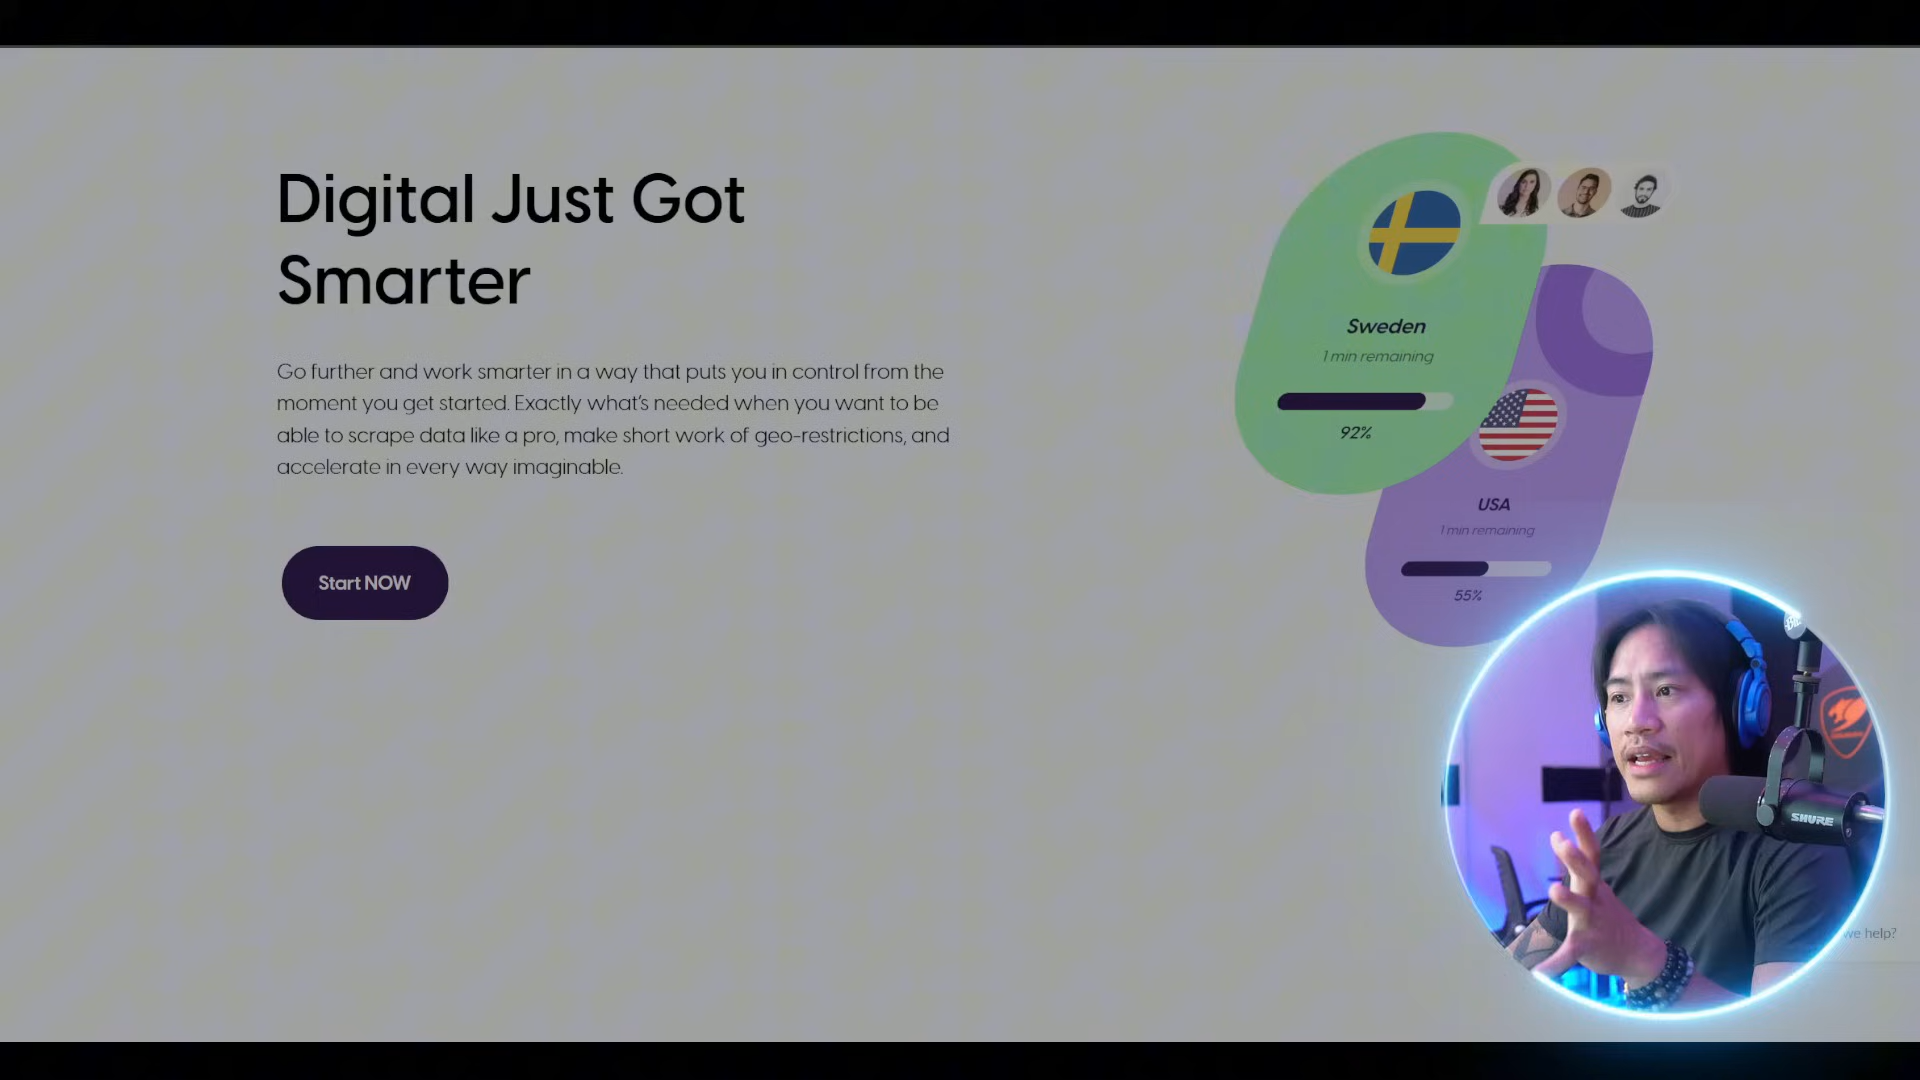 Digital Just Got
Smarter
Go further and work smarter in a way that puts you in control from the
moment you get started. Exactly what's needed when you want to be
able to scrape data like a pro, make short work of geo-restrictions, and
accelerate in every way imaginable.
Start NOW
Sweden
1 min remaining
92%
USA
1 min remaining
55%
SHURE
we help?